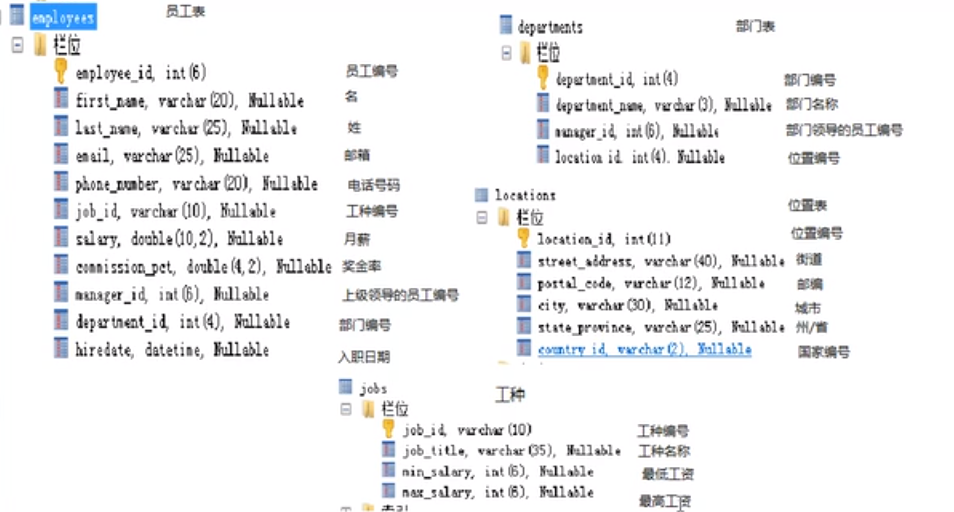 employees 员工表
栏位
employee_id, int(6) 员工编号
first_name, varchar(20), Nullable 名
last_name, varchar(25), Nullable 姓
email, varchar(25), Nullable 邮箱
phone_number, varchar(20), Nullable 电话号码
job_id, varchar(10), Nullable 工种编号
salary, double(10,2), Nullable 月薪
commission_pct, double(4,2), Nullable 奖金率
manager_id, int(6), Nullable 上级领导的员工编号
department_id, int(4), Nullable 部门编号
hiredate, datetime, Nullable 入职日期
departments 部门表
栏位
department_id, int(4) 部门编号
department_name, varchar(3), Nullable 部门名称
manager_id, int(6), Nullable 部门领导的员工编号
location_id, int(4), Nullable 位置编号
locations 位置表
栏位
location_id, int(11) 位置编号
street_address, varchar(40), Nullable 街道
postal_code, varchar(12), Nullable 邮编
city, varchar(30), Nullable 城市
state_province, varchar(25), Nullable 州/省
country_id, varchar(2), Nullable 国家编号
jobs 工种
栏位
job_id, varchar(10) 工种编号
job_title, varchar(35), Nullable 工种名称
min_salary, int(6), Nullable 最低工资
max_salary, int(6), Nullable 最高工资
索引